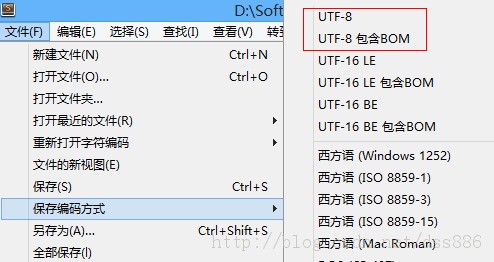 D:\Soft
文件(F) 编辑(E) 选择(S) 查找(I) 查看(V) 转到
新建文件(N) Ctrl+N
打开文件(O)... Ctrl+O
打开文件夹...
打开最近的文件(R)
重新打开字符编码
文件的新视图(E)
保存(S) Ctrl+S
保存编码方式
另存为(A)... Ctrl+Shift+S
全部保存(l)
UTF-8
UTF-8 包含BOM
UTF-16 LE
UTF-16 LE 包含BOM
UTF-16 BE
UTF-16 BE 包含BOM
西方语 (Windows 1252)
西方语 (ISO 8859-1)
西方语 (ISO 8859-3)
西方语 (ISO 8859-15)
西方语 (Mac Roman)